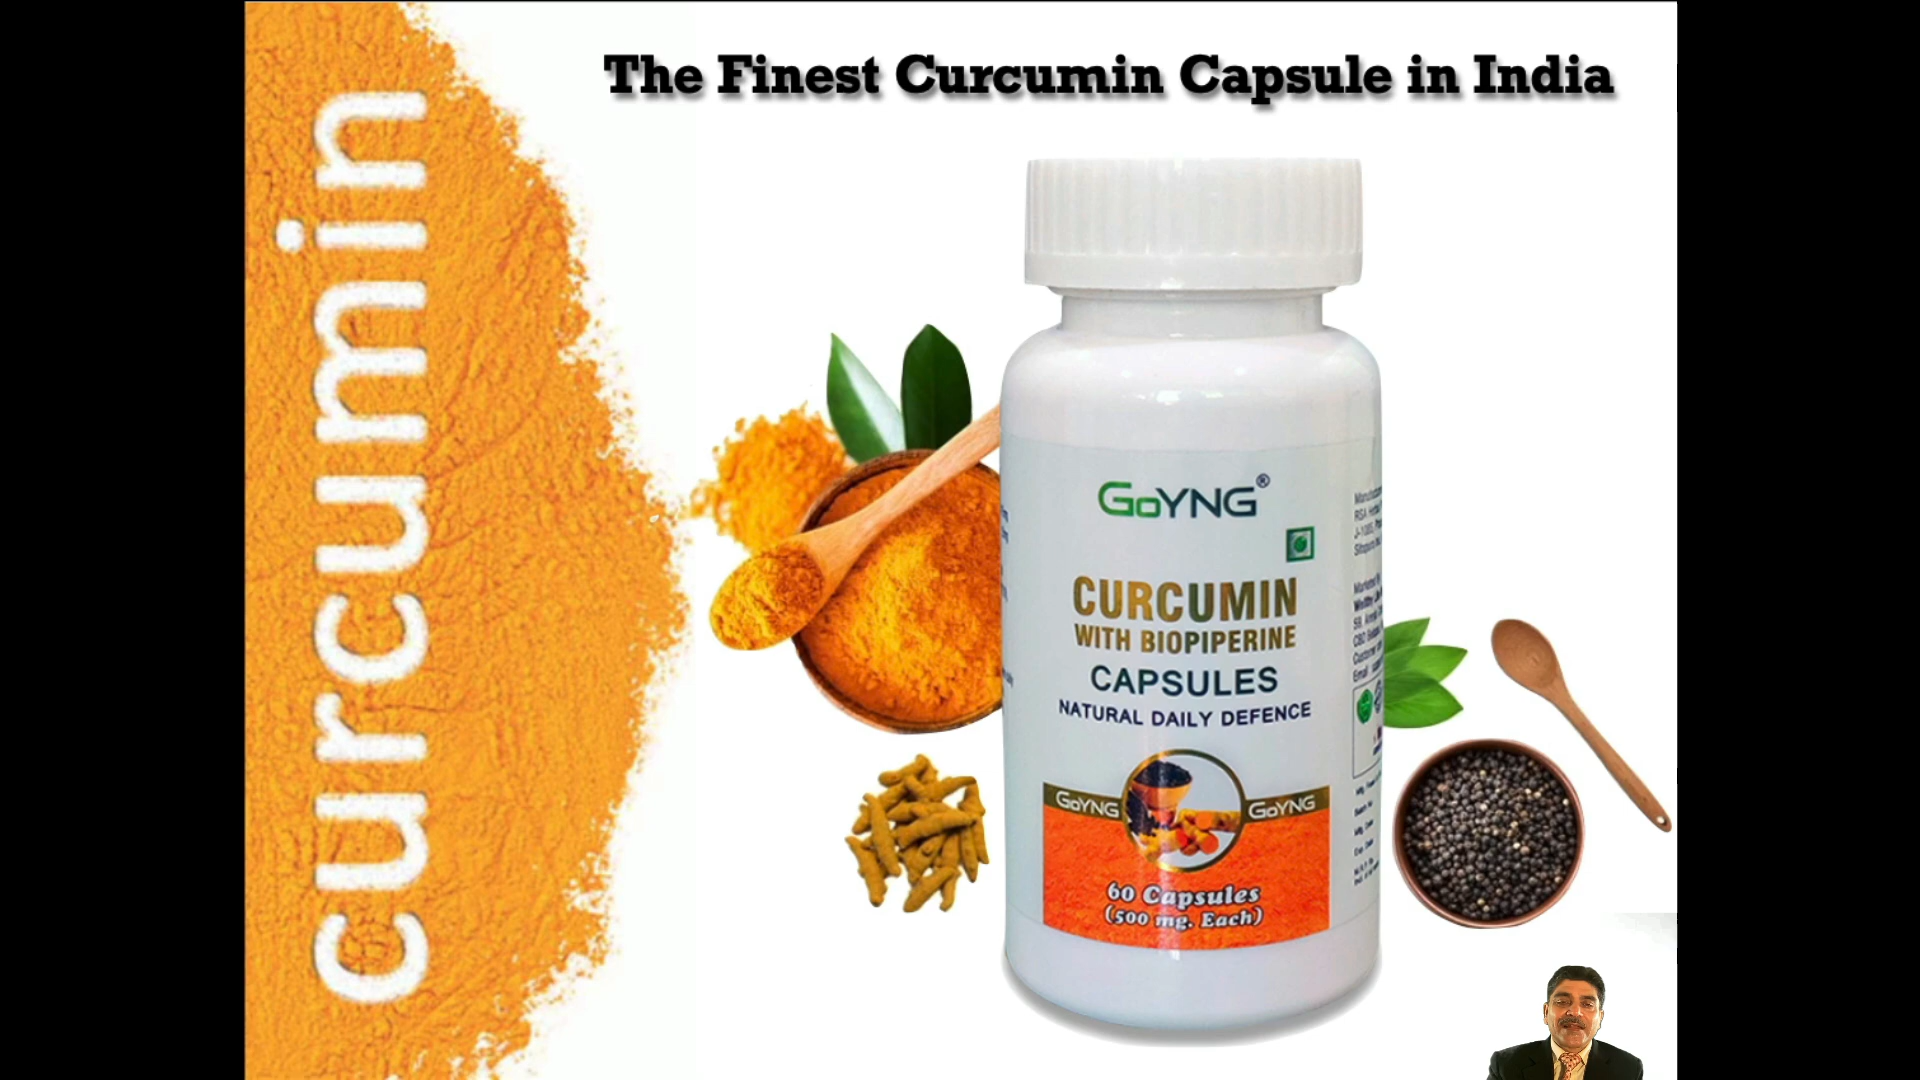 The Finest Curcumin Capsule in India
curcumin
GoYNG®
CURCUMIN
WITH BIOPIPERINE
CAPSULES
NATURAL DAILY DEFENCE
GoYNG GoYNG
60 Capsules
(500 mg. Each)